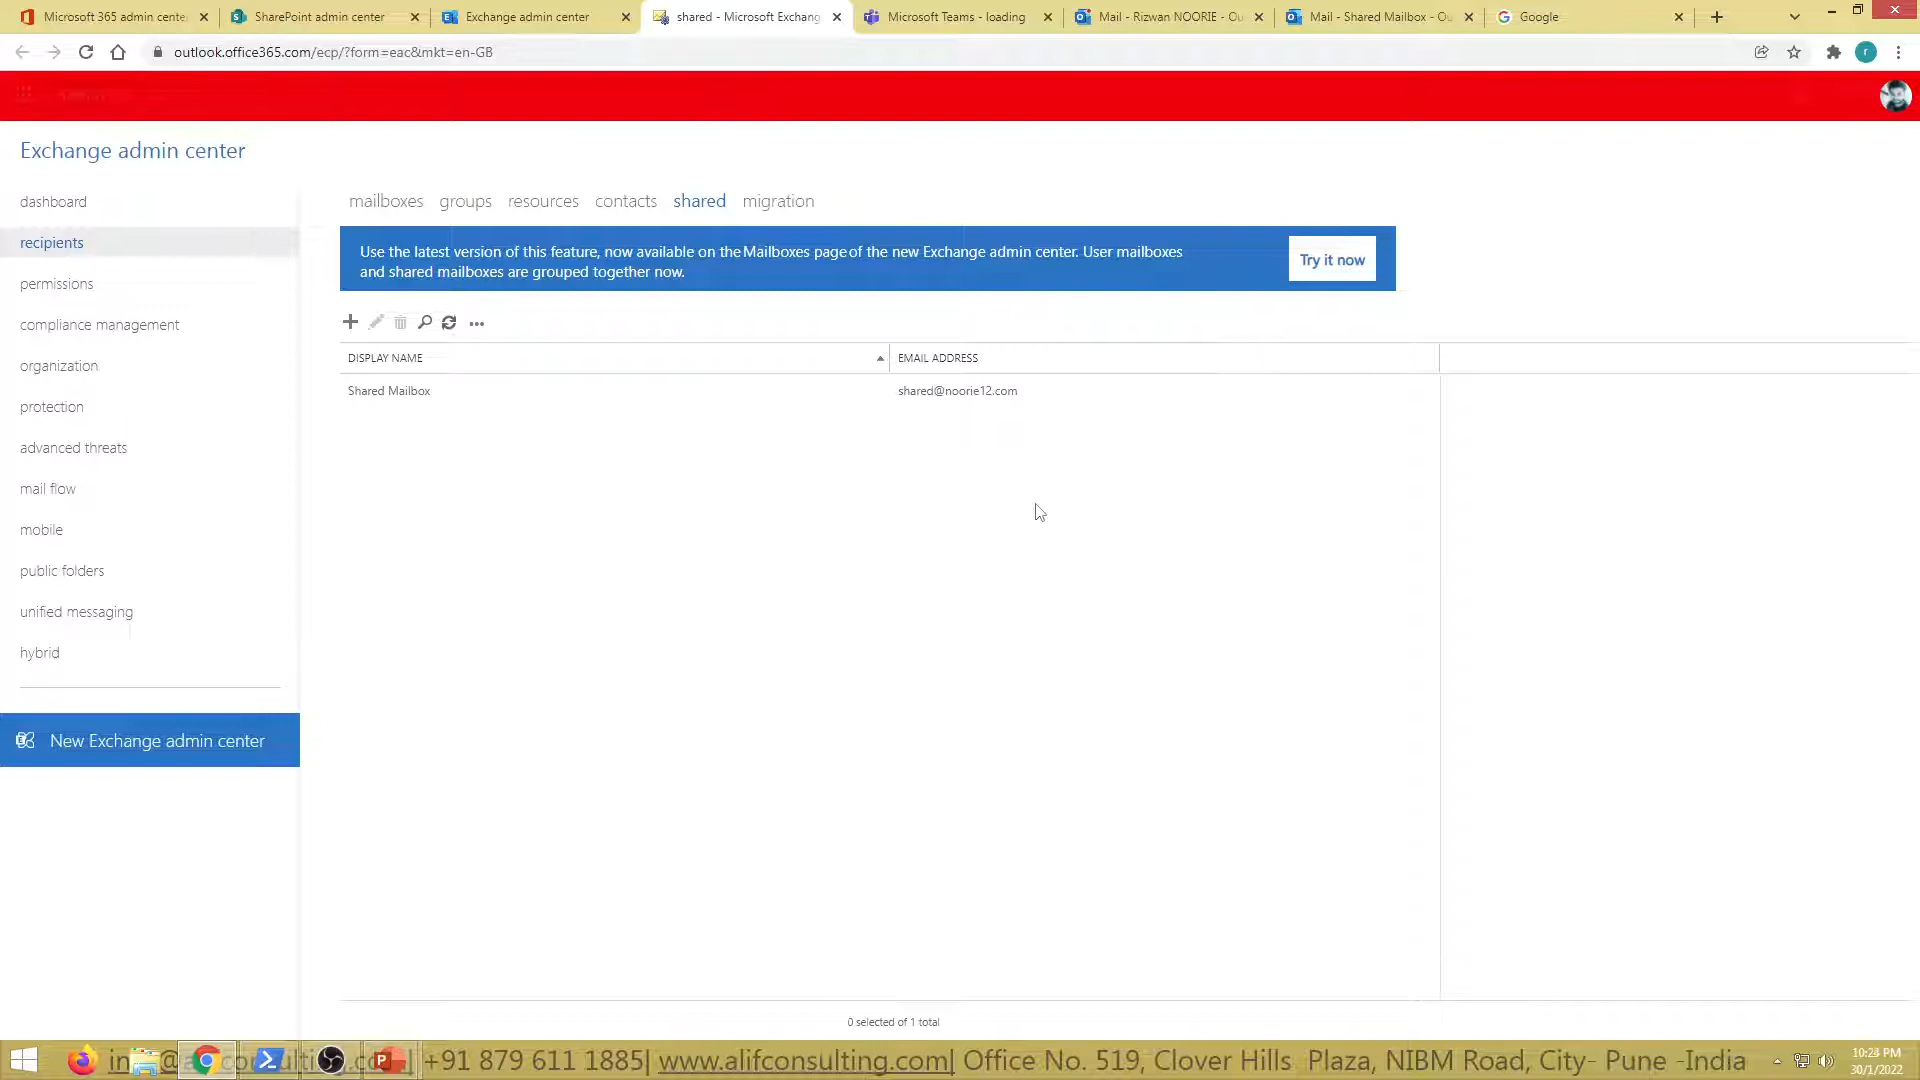 Microsoft 365 admin cente
SharePoint admin center
Exchange admin center
shared - Microsoft Exchang
Microsoft Teams - loading
Mail - Rizwan NOORIE - Ou
Mail - Shared Mailbox - Ou
Google
outlook.office365.com/ecp/?form=eac&mkt=en-GB
r
Exchange admin center
dashboard
recipients
permissions
compliance management
organization
protection
advanced threats
mail flow
mobile
public folders
unified messaging
hybrid
New Exchange admin center
mailboxes groups resources contacts shared migration
Use the latest version of this feature, now available on the Mailboxes page of the new Exchange admin center. User mailboxes
and shared mailboxes are grouped together now.
Try it now
DISPLAY NAME EMAIL ADDRESS
Shared Mailbox shared@noorie12.com
0 selected of 1 total
+91 879 611 1885| www.alifconsulting.com| Office No. 519, Clover Hills Plaza, NIBM Road, City- Pune -India
10:23 PM
30/1/2022